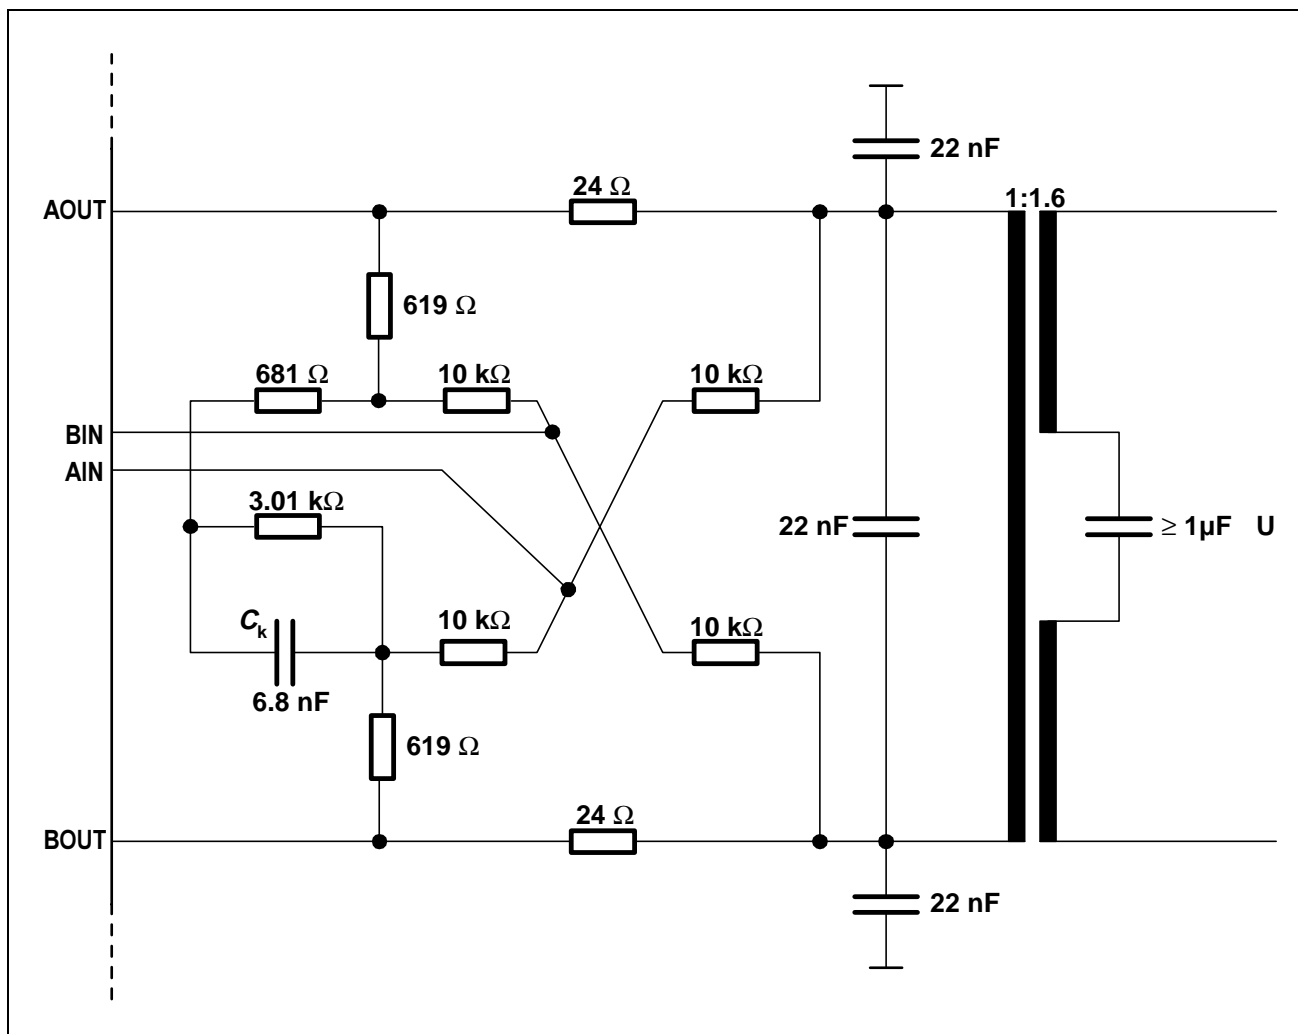 22 nF
24 Ω
1:1.6
AOUT
619 Ω
681 Ω
10 kΩ
10 kΩ
BIN
AIN
3.01 kΩ
22 nF
≥ 1µF U
Ck
10 kΩ
10 kΩ
6.8 nF
619 Ω
24 Ω
BOUT
22 nF